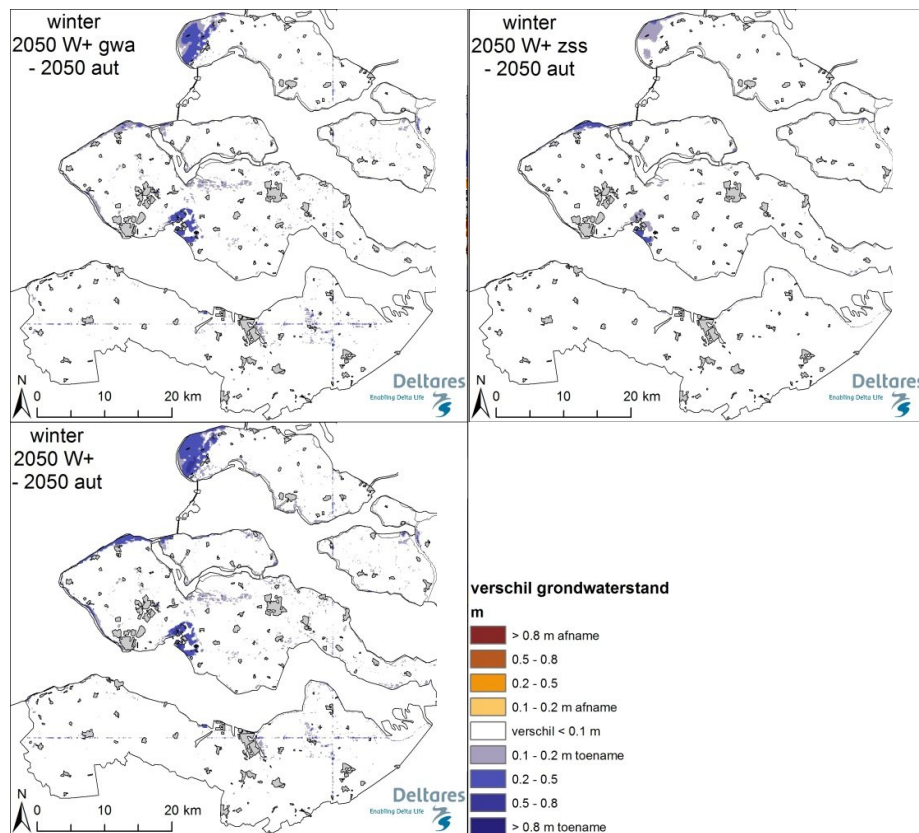 winter
2050 W+ gwa
- 2050 aut
N
0 10 20 km
Deltares
Enabling Delta Life
winter
2050 W+ zss
- 2050 aut
N
0 10 20 km
Deltares
Enabling Delta Life
winter
2050 W+
- 2050 aut
N
0 10 20 km
Deltares
Enabling Delta Life
verschil grondwaterstand
m
> 0.8 m afname
0.5 - 0.8
0.2 - 0.5
0.1 - 0.2 m afname
verschil < 0.1 m
0.1 - 0.2 m toename
0.2 - 0.5
0.5 - 0.8
> 0.8 m toename